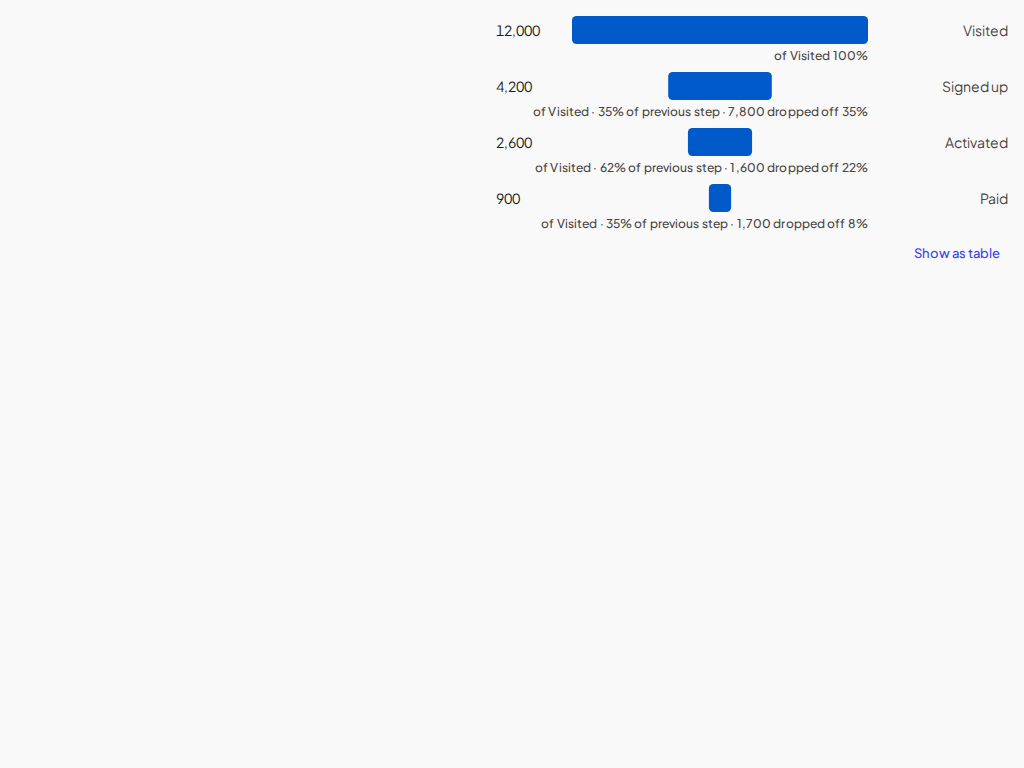 12,000 Visited
of Visited 100%
4,200 Signed up
of Visited · 35% of previous step · 7,800 dropped off 35%
2,600 Activated
of Visited · 62% of previous step · 1,600 dropped off 22%
900 Paid
of Visited · 35% of previous step · 1,700 dropped off 8%
Show as table